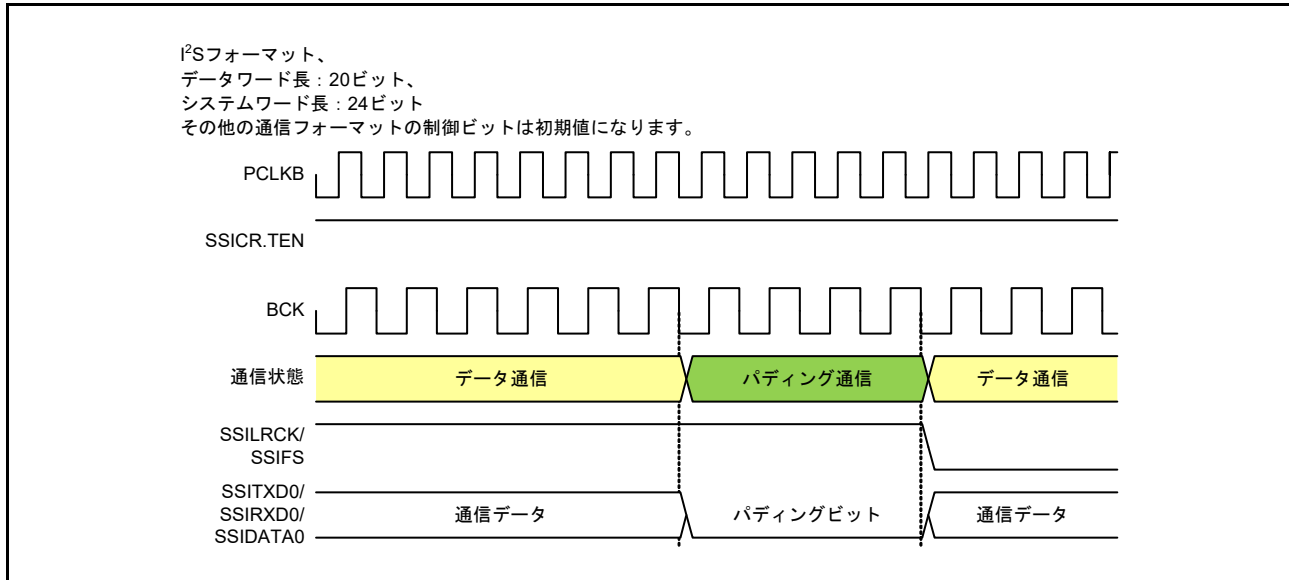 I²Sフォーマット、
データワード長：20ビット、
システムワード長：24ビット
その他の通信フォーマットの制御ビットは初期値になります。
PCLKB
SSICR.TEN
BCK
通信状態
データ通信
パディング通信
データ通信
SSILRCK/
SSIFS
SSITXD0/
SSIRXD0/
SSIDATA0
通信データ
パディングビット
通信データ